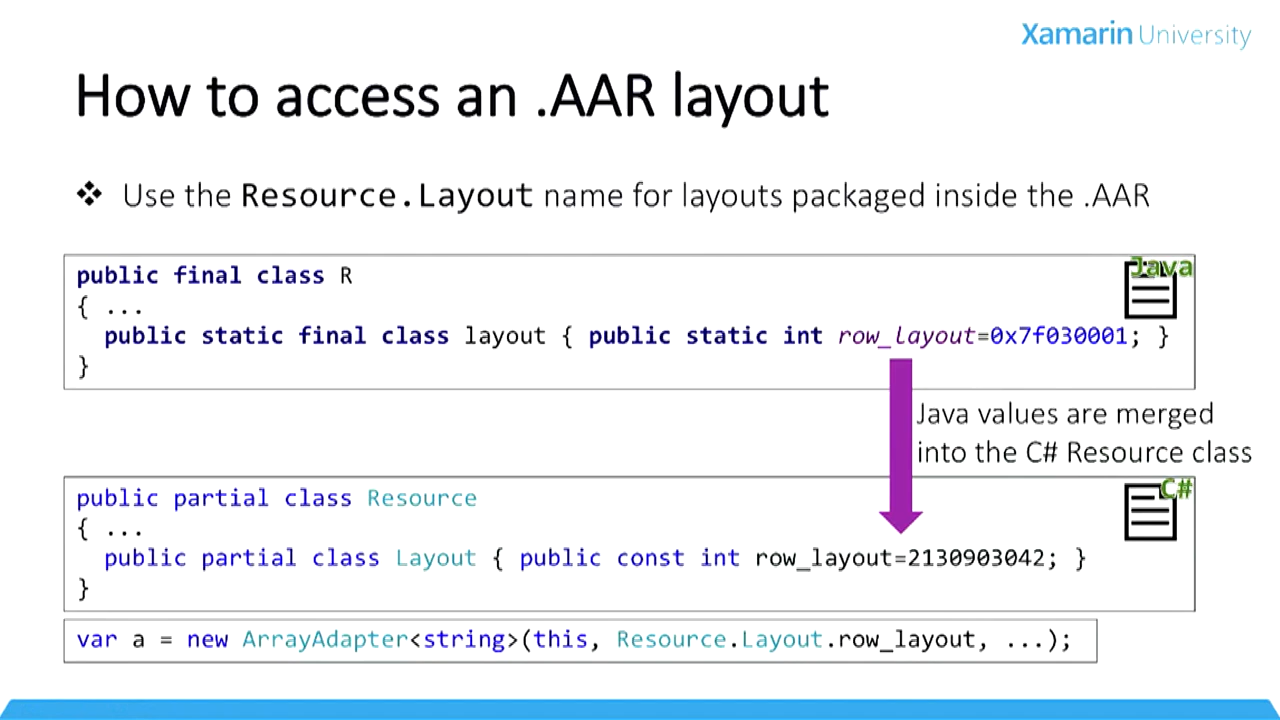 Xamarin University
How to access an .AAR layout
❖ Use the Resource.Layout name for layouts packaged inside the .AAR
Java
public final class R
{ ...
public static final class layout { public static int row_layout=0x7f030001; }
}
Java values are merged
into the C# Resource class
C#
public partial class Resource
{ ...
public partial class Layout { public const int row_layout=2130903042; }
}
var a = new ArrayAdapter<string>(this, Resource.Layout.row_layout, ...);